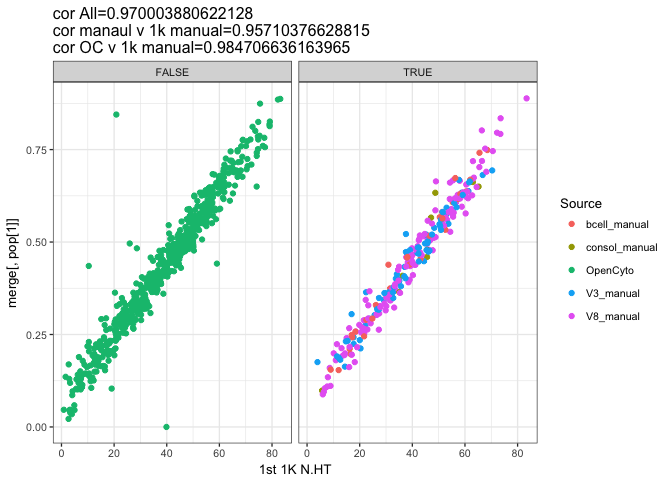 cor All=0.970003880622128
cor manaul v 1k manual=0.95710376628815
cor OC v 1k manual=0.984706636163965
FALSE
TRUE
merge[, pop[1]]
0.75
0.50
0.25
0.00
0 20 40 60 80
0 20 40 60 80
1st 1K N.HT
Source
bcell_manual
consol_manual
OpenCyto
V3_manual
V8_manual